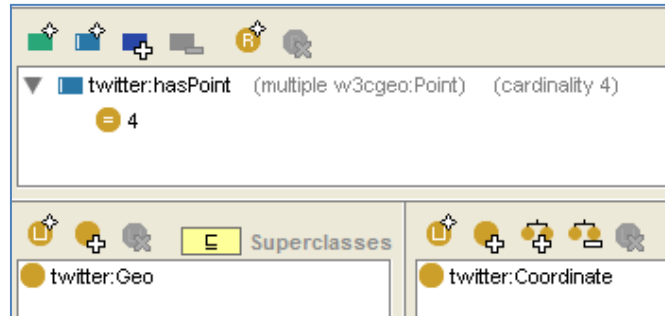 twitter:hasPoint (multiple w3cgeo:Point) (cardinality 4)
= 4
⊑ Superclasses
twitter:Geo
twitter:Coordinate